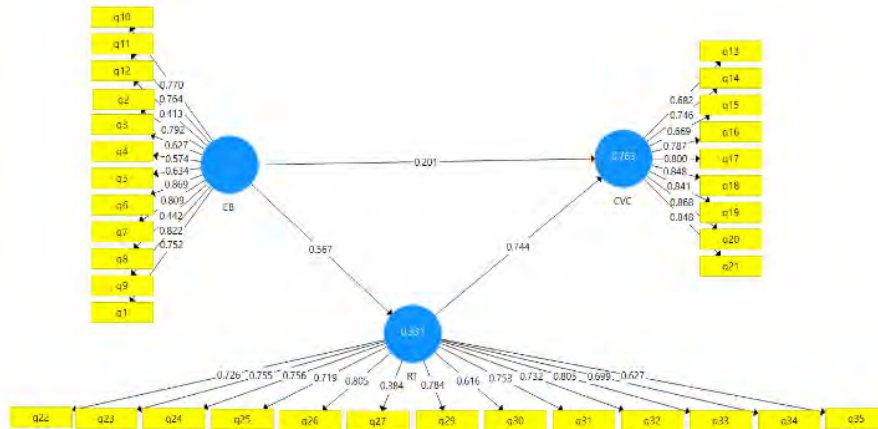 q10
q11
q12
q2
q3
q4
q5
q6
q7
q8
q9
q1
0.770
0.764
0.413
0.792
0.627
0.574
0.634
0.869
0.809
0.442
0.822
0.752
EB
0.201
0.567
0.744
0.763
CVC
0.682
0.746
0.669
0.787
0.800
0.848
0.841
0.868
0.848
q13
q14
q15
q16
q17
q18
q19
q20
q21
RT
0.726
0.755
0.756
0.719
0.805
0.384
0.784
0.616
0.753
0.732
0.805
0.699
0.627
q22
q23
q24
q25
q26
q27
q29
q30
q31
q32
q33
q34
q35